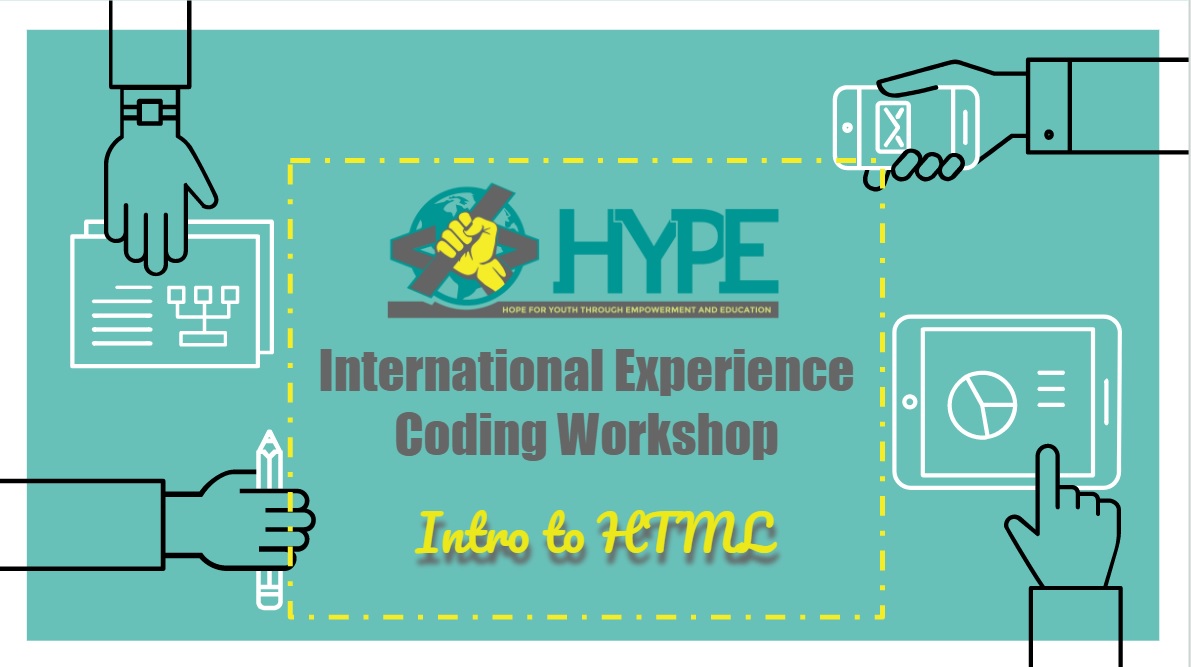 HYPE
HOPE FOR YOUTH THROUGH EMPOWERMENT AND EDUCATION
International Experience
Coding Workshop
Intro to HTML